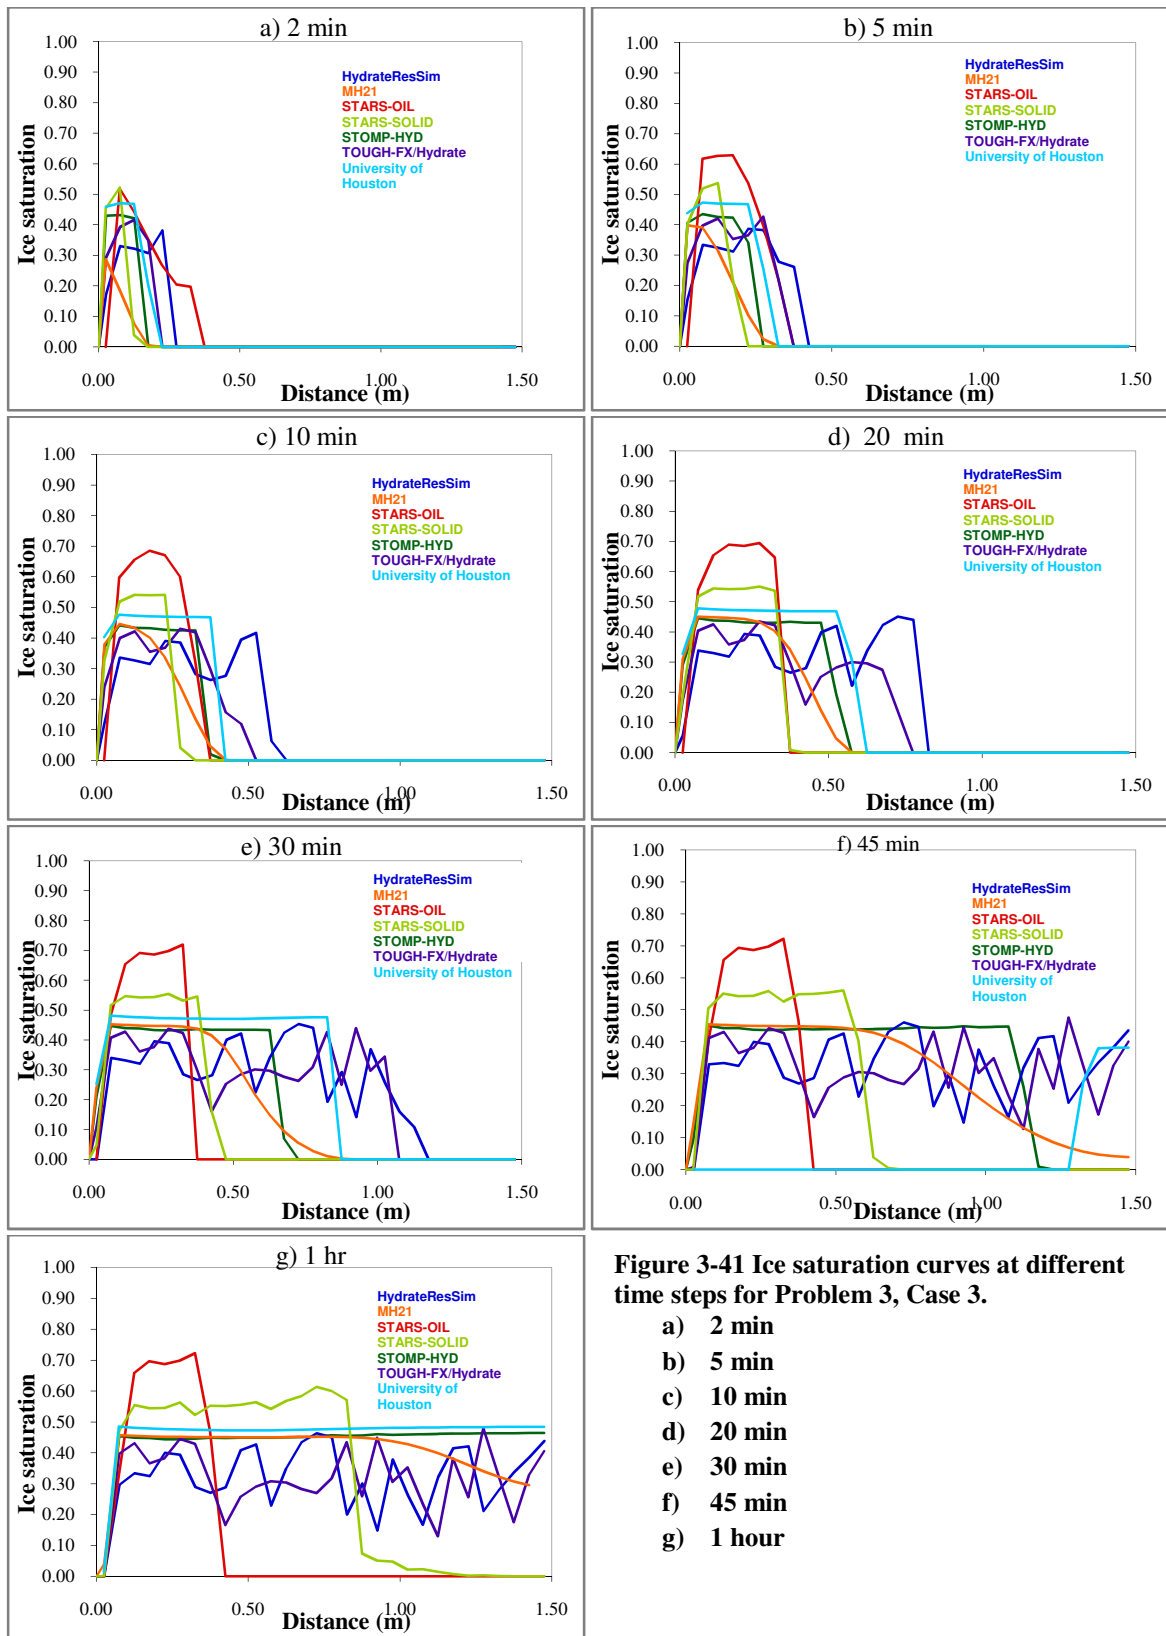 a) 2 min
1.00
0.90
0.80
0.70
0.60
0.50
0.40
0.30
0.20
0.10
0.00
Ice saturation
HydrateResSim
MH21
STARS-OIL
STARS-SOLID
STOMP-HYD
TOUGH-FX/Hydrate
University of
Houston
0.00 0.50 1.00 1.50
Distance (m)
b) 5 min
1.00
0.90
0.80
0.70
0.60
0.50
0.40
0.30
0.20
0.10
0.00
Ice saturation
HydrateResSim
MH21
STARS-OIL
STARS-SOLID
STOMP-HYD
TOUGH-FX/Hydrate
University of Houston
0.00 0.50 1.00 1.50
Distance (m)
c) 10 min
1.00
0.90
0.80
0.70
0.60
0.50
0.40
0.30
0.20
0.10
0.00
Ice saturation
HydrateResSim
MH21
STARS-OIL
STARS-SOLID
STOMP-HYD
TOUGH-FX/Hydrate
University of Houston
0.00 0.50 1.00 1.50
Distance (m)
d) 20 min
1.00
0.90
0.80
0.70
0.60
0.50
0.40
0.30
0.20
0.10
0.00
Ice saturation
HydrateResSim
MH21
STARS-OIL
STARS-SOLID
STOMP-HYD
TOUGH-FX/Hydrate
University of Houston
0.00 0.50 1.00 1.50
Distance (m)
e) 30 min
1.00
0.90
0.80
0.70
0.60
0.50
0.40
0.30
0.20
0.10
0.00
Ice saturation
HydrateResSim
MH21
STARS-OIL
STARS-SOLID
STOMP-HYD
TOUGH-FX/Hydrate
University of Houston
0.00 0.50 1.00 1.50
Distance (m)
f) 45 min
1.00
0.90
0.80
0.70
0.60
0.50
0.40
0.30
0.20
0.10
0.00
Ice saturation
HydrateResSim
MH21
STARS-OIL
STARS-SOLID
STOMP-HYD
TOUGH-FX/Hydrate
University of
Houston
0.00 0.50 1.00 1.50
Distance (m)
g) 1 hr
1.00
0.90
0.80
0.70
0.60
0.50
0.40
0.30
0.20
0.10
0.00
Ice saturation
HydrateResSim
MH21
STARS-OIL
STARS-SOLID
STOMP-HYD
TOUGH-FX/Hydrate
University of
Houston
0.00 0.50 1.00 1.50
Distance (m)
Figure 3-41 Ice saturation curves at different
time steps for Problem 3, Case 3.
a) 2 min
b) 5 min
c) 10 min
d) 20 min
e) 30 min
f) 45 min
g) 1 hour